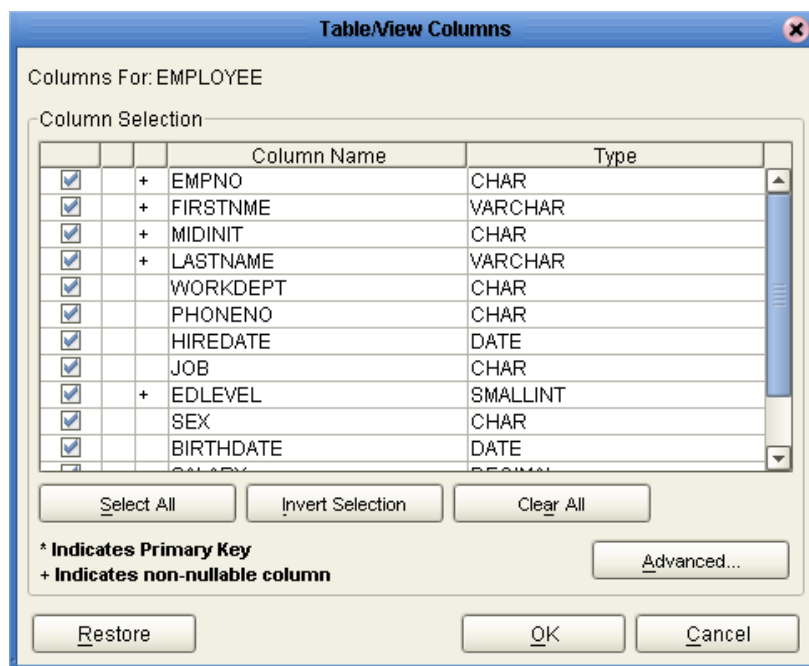 Table/View Columns
Columns For: EMPLOYEE
Column Selection
Column Name Type
+ EMPNO CHAR
+ FIRSTNME VARCHAR
+ MIDINIT CHAR
+ LASTNAME VARCHAR
WORKDEPT CHAR
PHONENO CHAR
HIREDATE DATE
JOB CHAR
+ EDLEVEL SMALLINT
SEX CHAR
BIRTHDATE DATE
SALARY DECIMAL
Select All Invert Selection Clear All
* Indicates Primary Key
+ Indicates non-nullable column
Advanced...
Restore OK Cancel